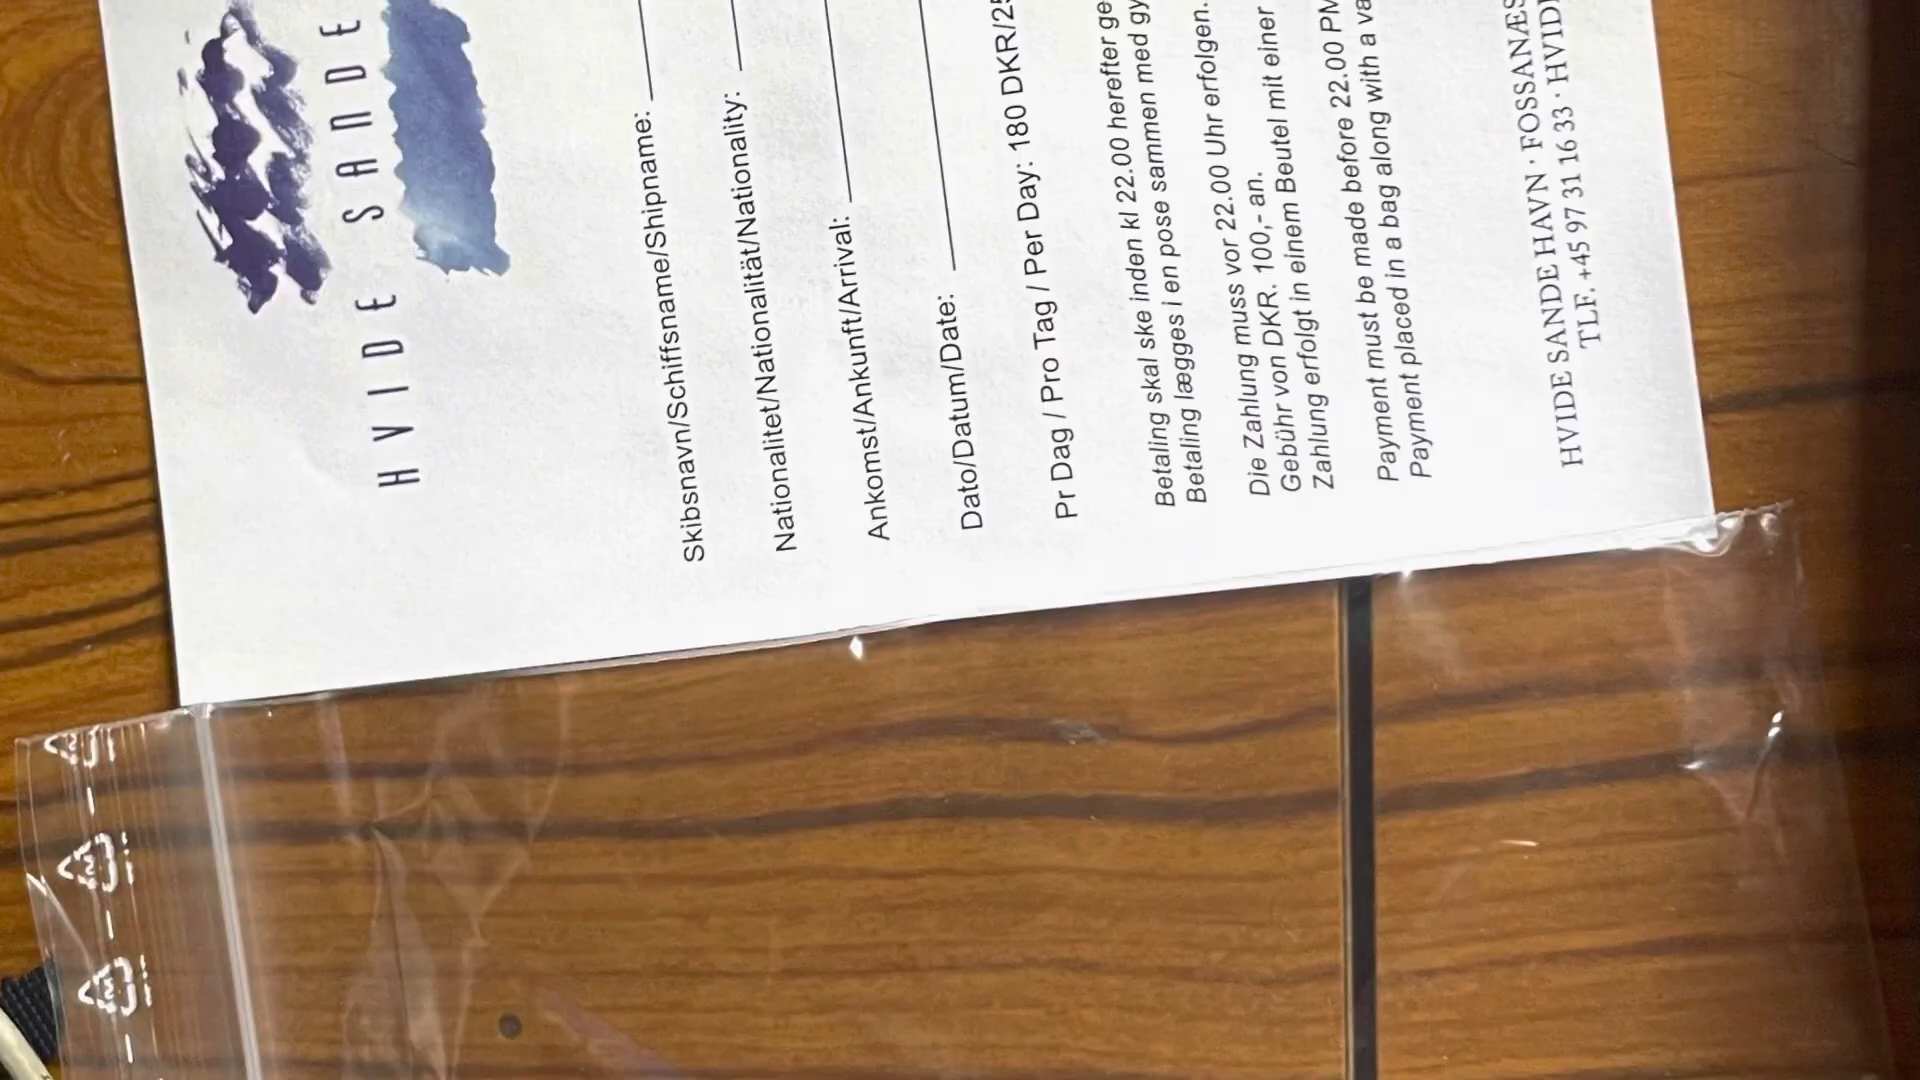 HVIDE SANDE
Skibsnavn/Schiffsname/Shipname:
Nationalitet/Nationalität/Nationality:
Ankomst/Ankunft/Arrival:
Dato/Datum/Date:
Pr Dag / Pro Tag / Per Day: 180 DKR/25
Betaling skal ske inden kl 22.00 herefter ge
Betaling lægges i en pose sammen med gy
Die Zahlung muss vor 22.00 Uhr erfolgen.
Gebühr von DKR. 100,- an.
Zahlung erfolgt in einem Beutel mit einer
Payment must be made before 22.00 PM
Payment placed in a bag along with a va
HVIDE SANDE HAVN · FOSSANÆS
TLF. +45 97 31 16 33 · HVIDE